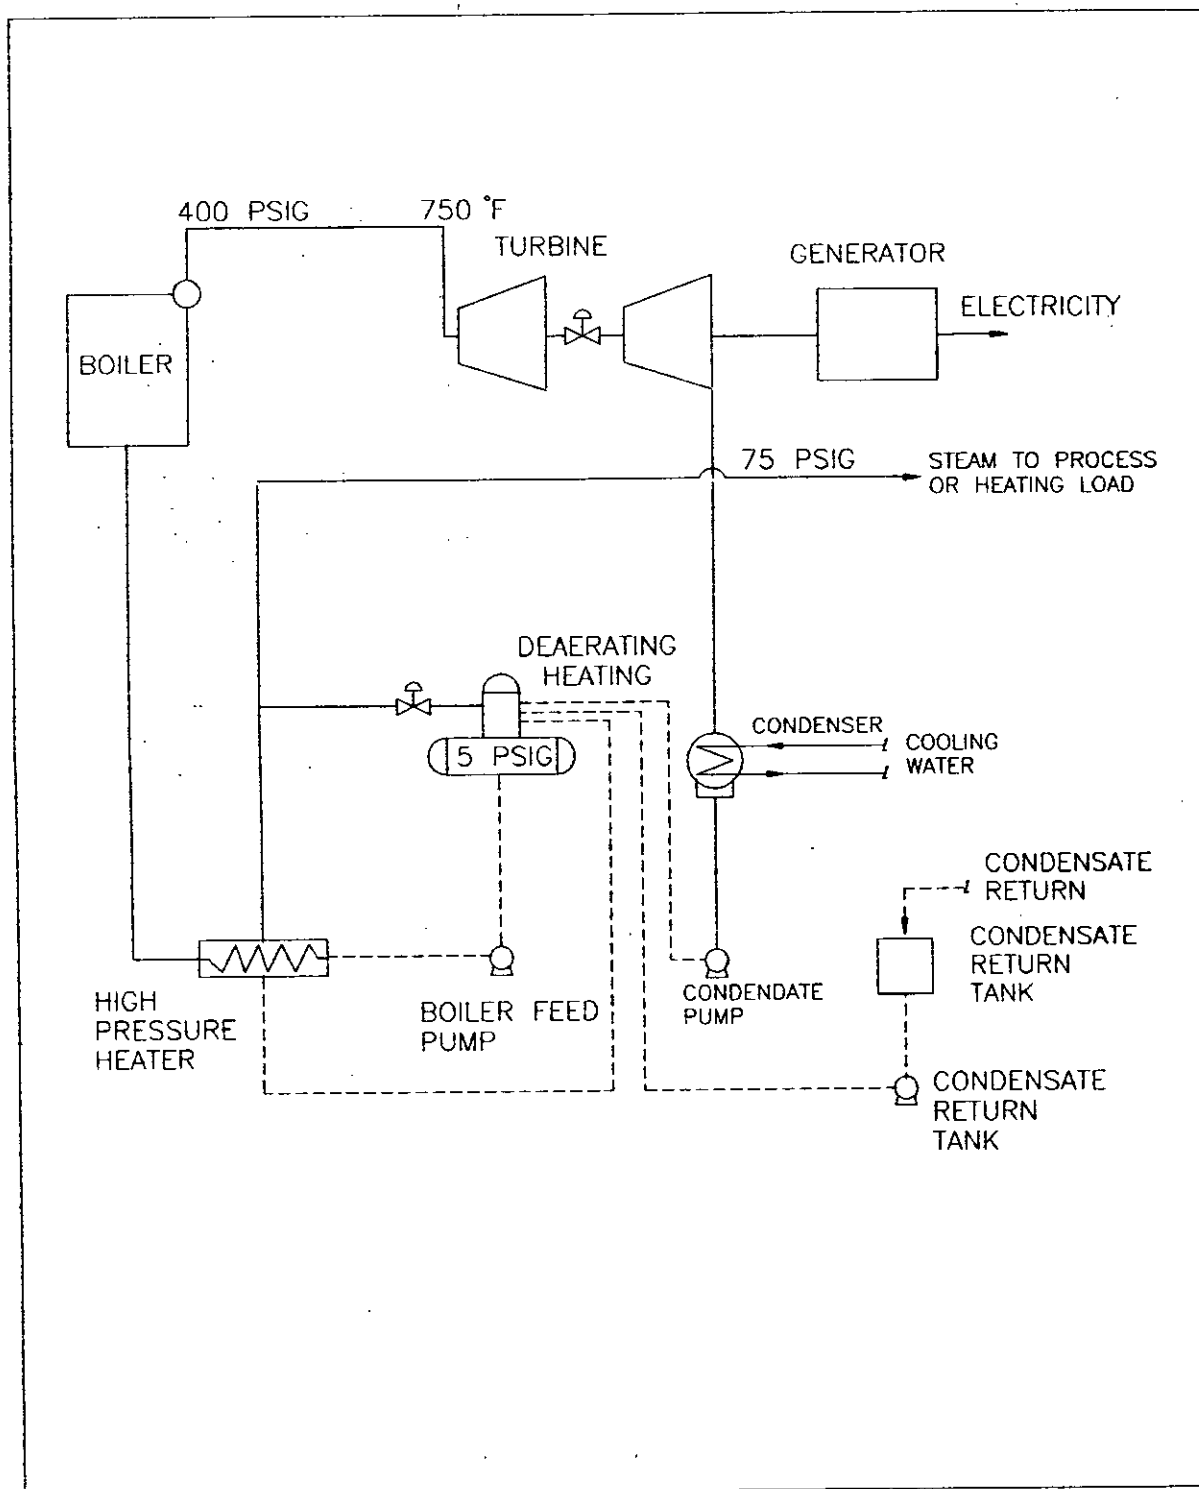 400 PSIG
750 °F
TURBINE
GENERATOR
ELECTRICITY
BOILER
75 PSIG
STEAM TO PROCESS
OR HEATING LOAD
DEAERATING
HEATING
5 PSIG
CONDENSER
COOLING
WATER
CONDENSATE
RETURN
CONDENSATE
RETURN
TANK
HIGH
PRESSURE
HEATER
BOILER FEED
PUMP
CONDENDATE
PUMP
CONDENSATE
RETURN
TANK